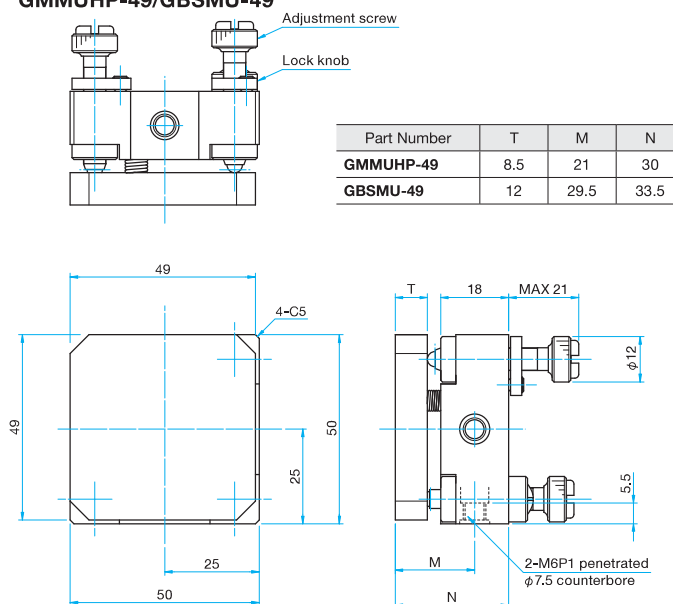 GMMUHP-49/GBSMU-49
Adjustment screw
Lock knob
Part Number T M N
GMMUHP-49 8.5 21 30
GBSMU-49 12 29.5 33.5
49
4-C5
49
50
25
25
50
T
18
MAX 21
φ12
5.5
M
N
2-M6P1 penetrated
φ7.5 counterbore